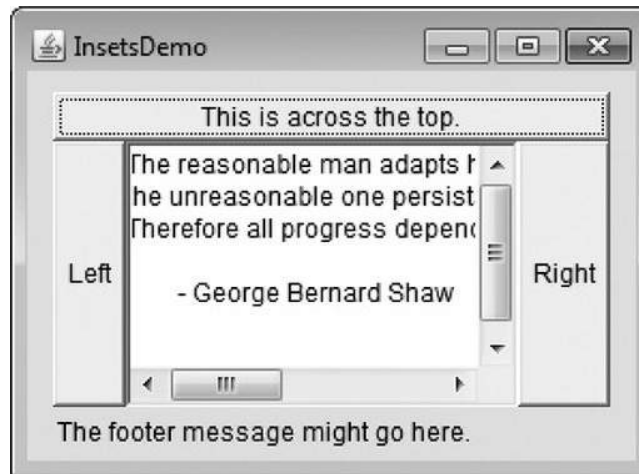 InsetsDemo
This is across the top.
The reasonable man adapts
he unreasonable one persist
Therefore all progress depend
- George Bernard Shaw
Left
Right
The footer message might go here.